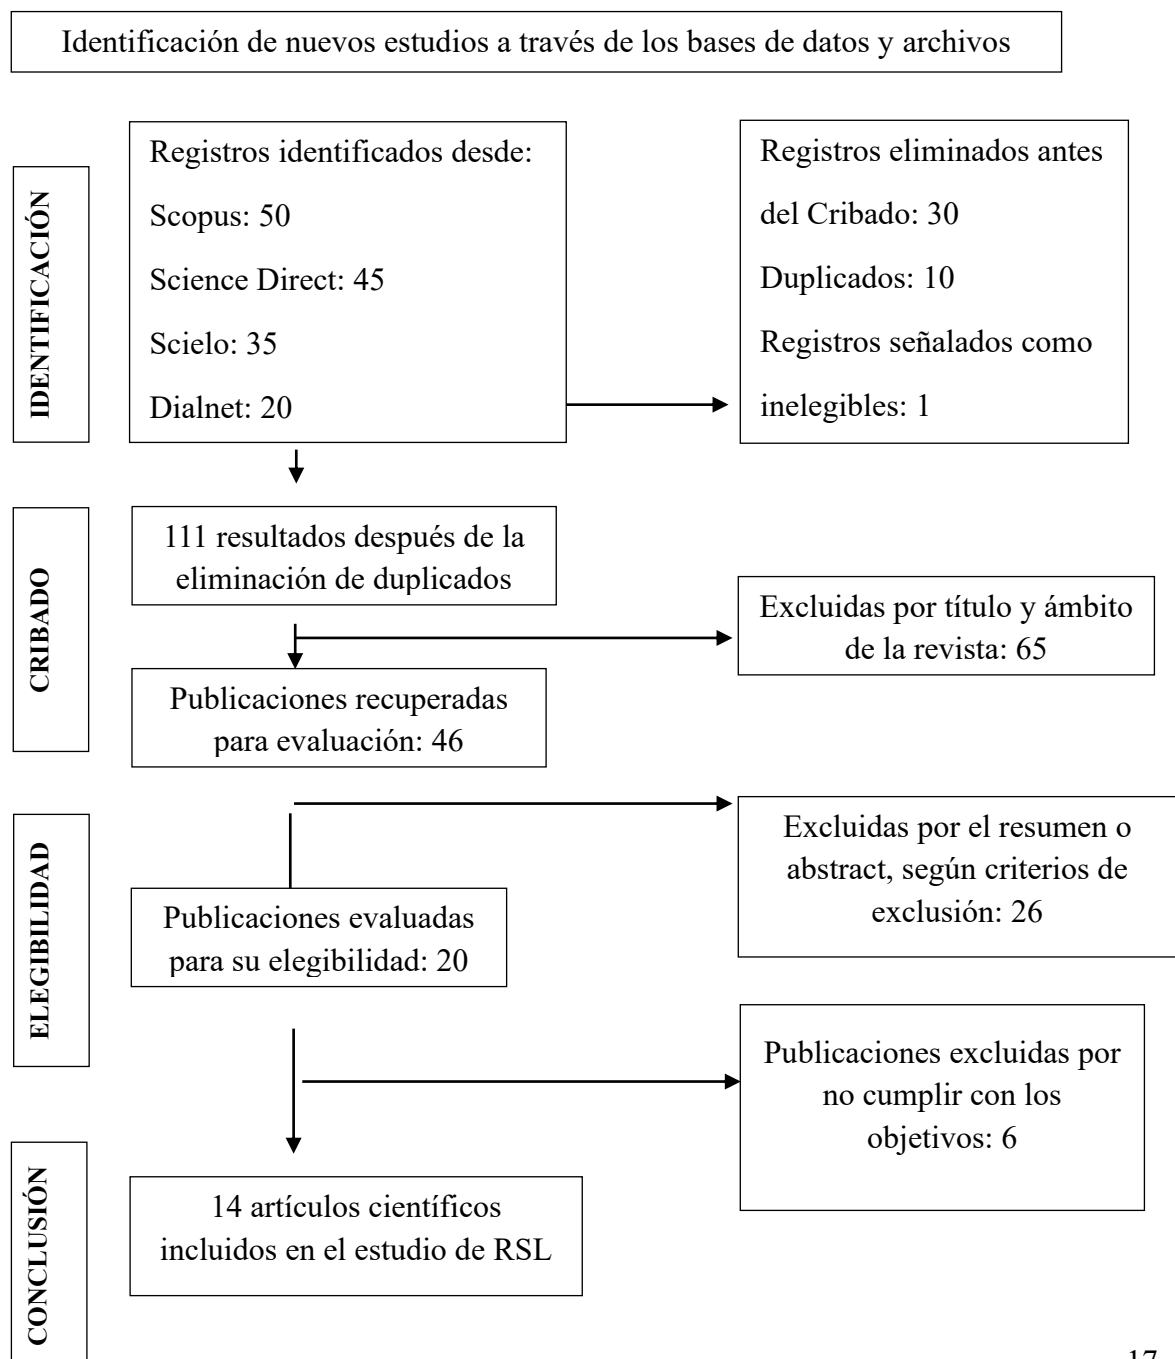 Identificación de nuevos estudios a través de los bases de datos y archivos
IDENTIFICACIÓN
Registros identificados desde:
Scopus: 50
Science Direct: 45
Scielo: 35
Dialnet: 20
Registros eliminados antes
del Cribado: 30
Duplicados: 10
Registros señalados como
inelegibles: 1
CRIBADO
111 resultados después de la
eliminación de duplicados
Excluidas por título y ámbito
de la revista: 65
Publicaciones recuperadas
para evaluación: 46
ELEGIBILIDAD
Excluidas por el resumen o
abstract, según criterios de
exclusión: 26
Publicaciones evaluadas
para su elegibilidad: 20
Publicaciones excluidas por
no cumplir con los
objetivos: 6
CONCLUSIÓN
14 artículos científicos
incluidos en el estudio de RSL
17